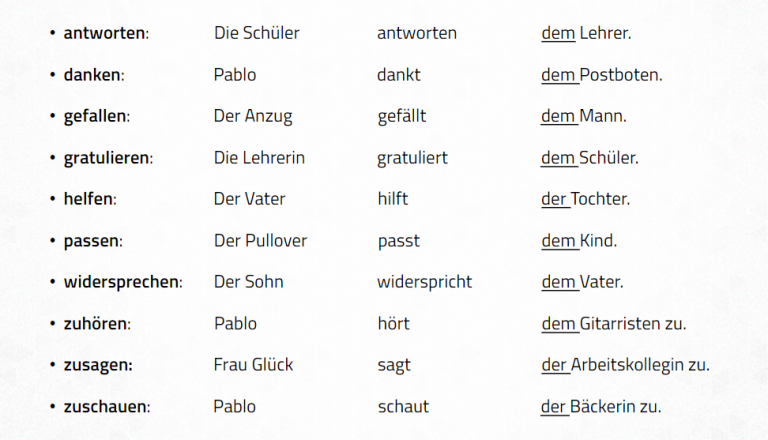 • antworten: Die Schüler antworten dem Lehrer.
• danken: Pablo dankt dem Postboten.
• gefallen: Der Anzug gefällt dem Mann.
• gratulieren: Die Lehrerin gratuliert dem Schüler.
• helfen: Der Vater hilft der Tochter.
• passen: Der Pullover passt dem Kind.
• widersprechen: Der Sohn widerspricht dem Vater.
• zuhören: Pablo hört dem Gitarristen zu.
• zusagen: Frau Glück sagt der Arbeitskollegin zu.
• zuschauen: Pablo schaut der Bäckerin zu.